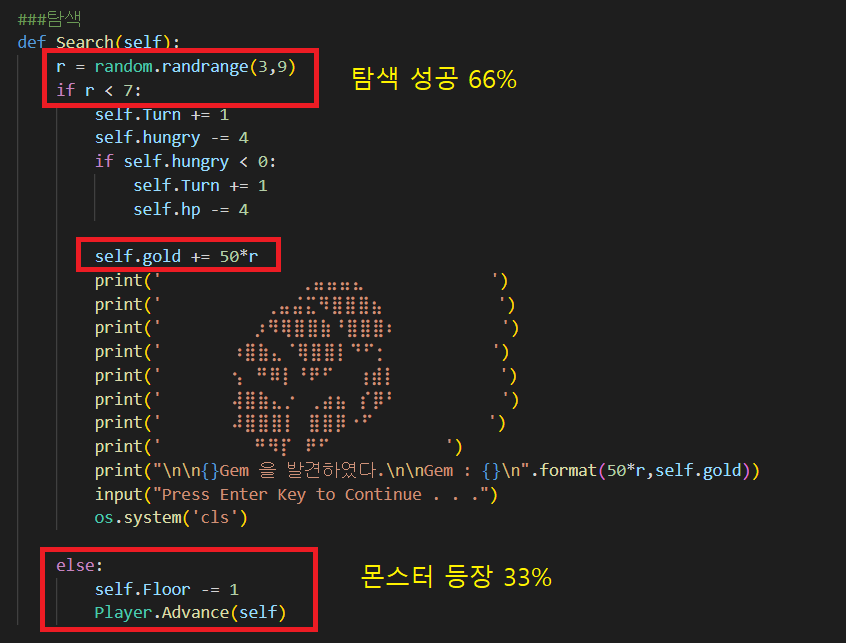 ###탐색
def Search(self):
r = random.randrange(3,9)
탐색 성공 66%
if r < 7:
self.Turn += 1
self.hungry -= 4
if self.hungry < 0:
self.Turn += 1
self.hp -= 4
self.gold += 50*r
print(' ')
print(' ')
print(' ')
print(' ')
print(' ')
print(' ')
print(' ')
print(' ')
print("\n\n{}Gem 을 발견하였다.\n\nGem : {}\n".format(50*r,self.gold))
input("Press Enter Key to Continue . . .")
os.system('cls')
else:
몬스터 등장 33%
self.Floor -= 1
Player.Advance(self)